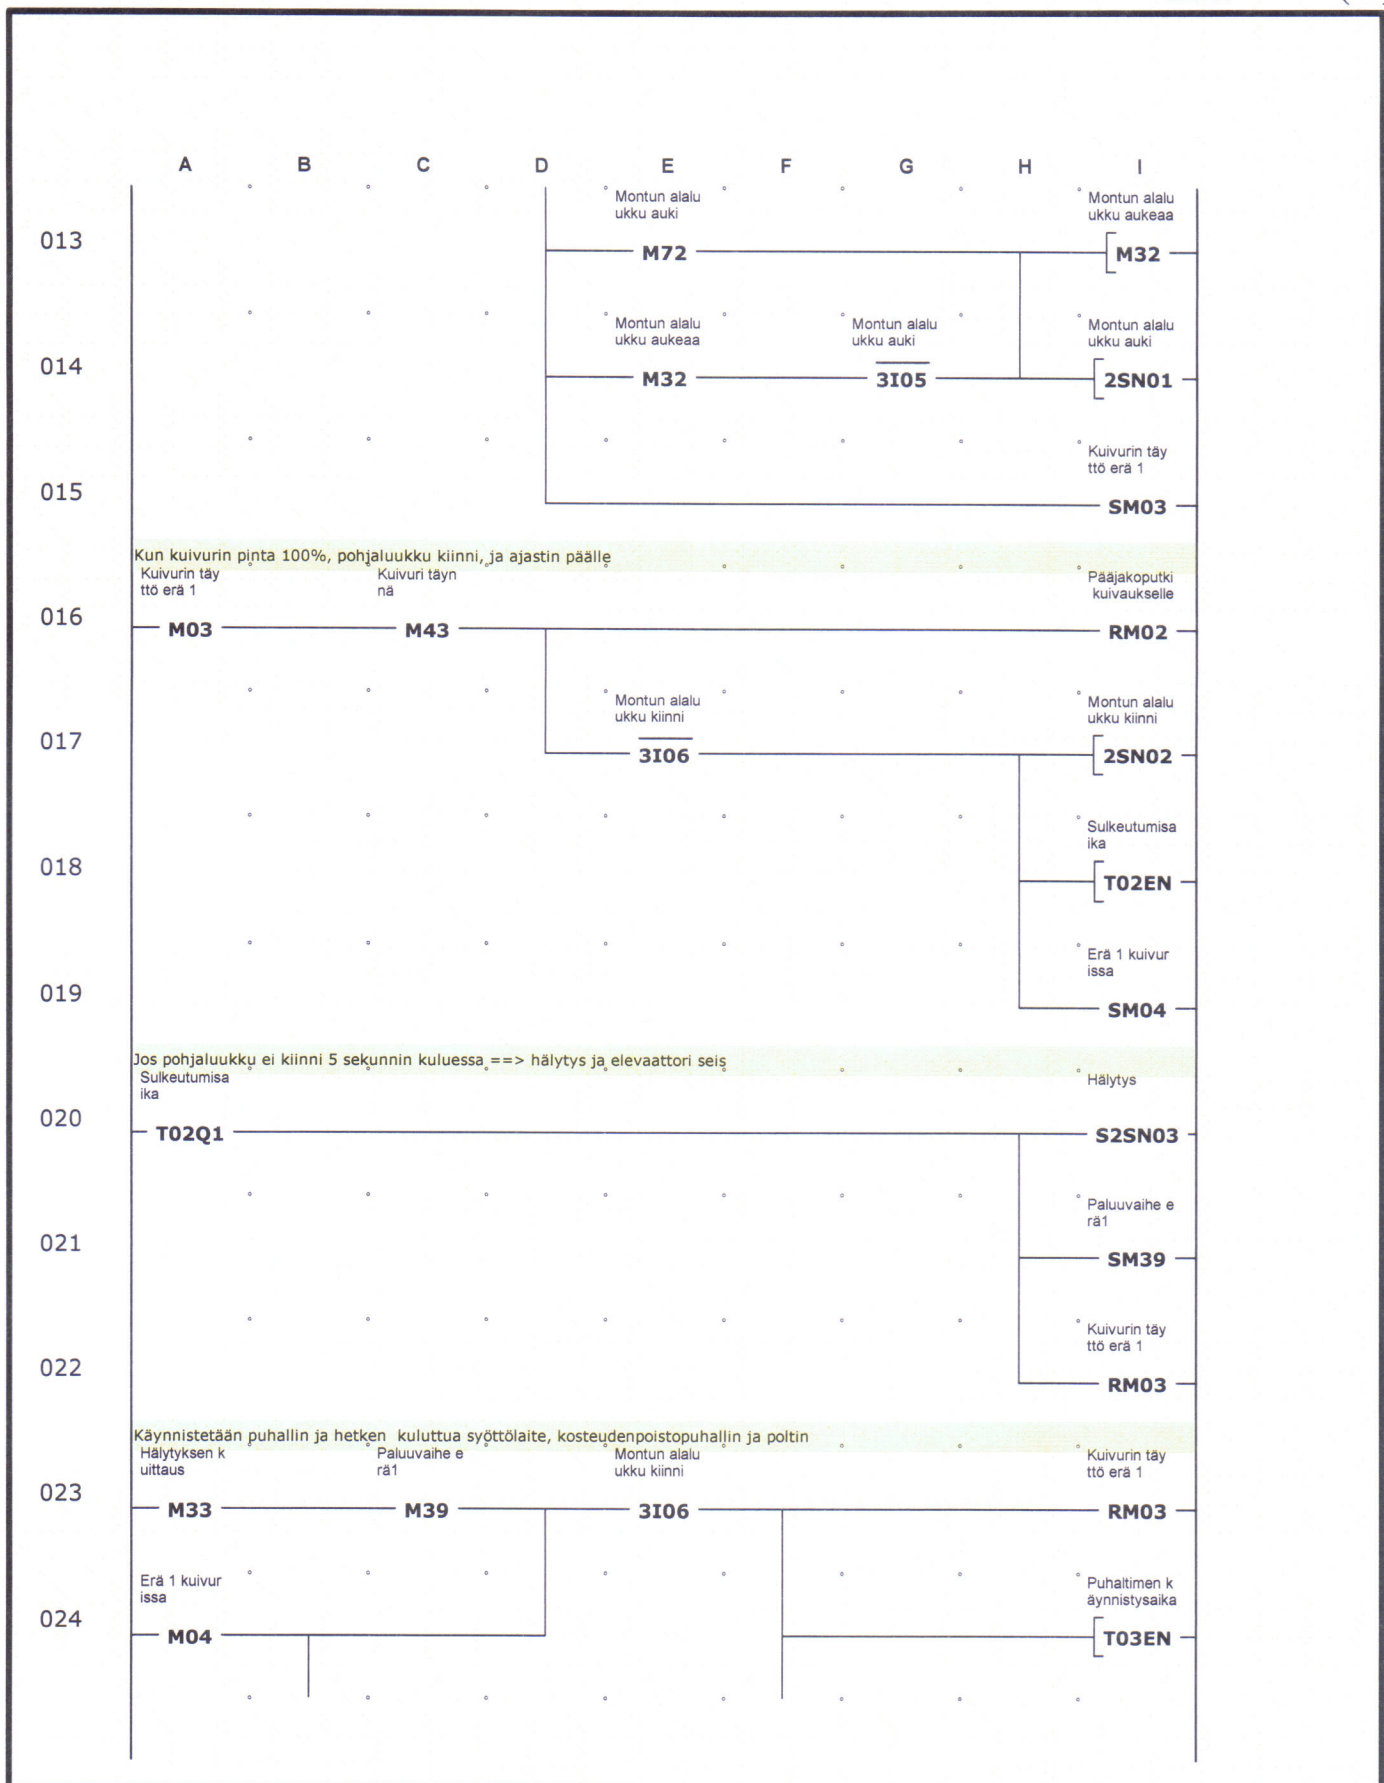 A B C D E F G H I
Montun alalu
ukku auki
Montun alalu
ukku aukeaa
013
M72
M32
Montun alalu
ukku aukeaa
Montun alalu
ukku auki
Montun alalu
ukku auki
014
M32
3I05
2SN01
Kuivurin täy
ttö erä 1
015
SM03
Kun kuivurin pinta 100%, pohjaluukku kiinni, ja ajastin päälle
Kuivurin täy
ttö erä 1
Kuivuri täyn
nä
Pääjakoputki
kuivaukselle
016
M03
M43
RM02
Montun alalu
ukku kiinni
Montun alalu
ukku kiinni
017
3I06
2SN02
Sulkeutumisa
ika
018
T02EN
Erä 1 kuivur
issa
019
SM04
Jos pohjaluukku ei kiinni 5 sekunnin kuluessa ==> hälytys ja elevaattori seis
Sulkeutumisa
ika
Hälytys
020
T02Q1
S2SN03
Paluuvaihe e
rä1
021
SM39
Kuivurin täy
ttö erä 1
022
RM03
Käynnistetään puhallin ja hetken kuluttua syöttölaite, kosteudenpoistopuhallin ja poltin
Hälytyksen k
uittaus
Paluuvaihe e
rä1
Montun alalu
ukku kiinni
Kuivurin täy
ttö erä 1
023
M33
M39
3I06
RM03
Erä 1 kuivur
issa
Puhaltimen k
äynnistysaika
024
M04
T03EN